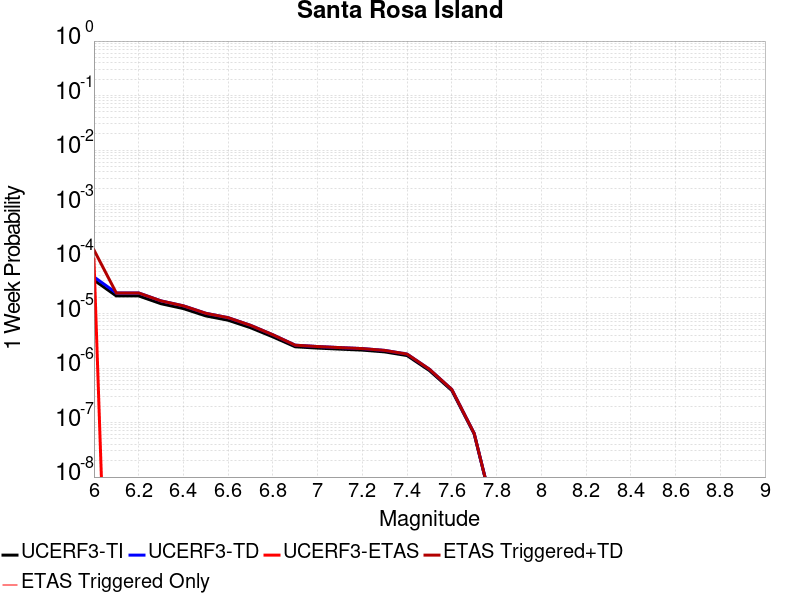 Santa Rosa Island
1 Week Probability
10^0
10^-1
10^-2
10^-3
10^-4
10^-5
10^-6
10^-7
10^-8
6 6.2 6.4 6.6 6.8 7 7.2 7.4 7.6 7.8 8 8.2 8.4 8.6 8.8 9
Magnitude
UCERF3-TI UCERF3-TD UCERF3-ETAS ETAS Triggered+TD
ETAS Triggered Only